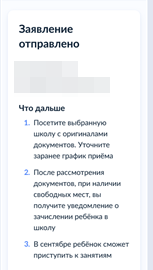 Заявление
отправлено
Что дальше
1. Посетите выбранную
школу с оригиналами
документов. Уточните
заранее график приёма
2. После рассмотрения
документов, при наличии
свободных мест, вы
получите уведомление о
зачислении ребёнка в
школу
3. В сентябре ребёнок сможет
приступить к занятиям